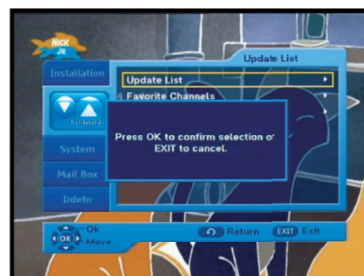 NICK
JR.
Update List
Installation
Update List
Favorite Channels
Channel
Press OK to confirm selection or
EXIT to cancel.
System
Mail Box
Irdeto
OK
Ok
Move
Return
EXIT Exit